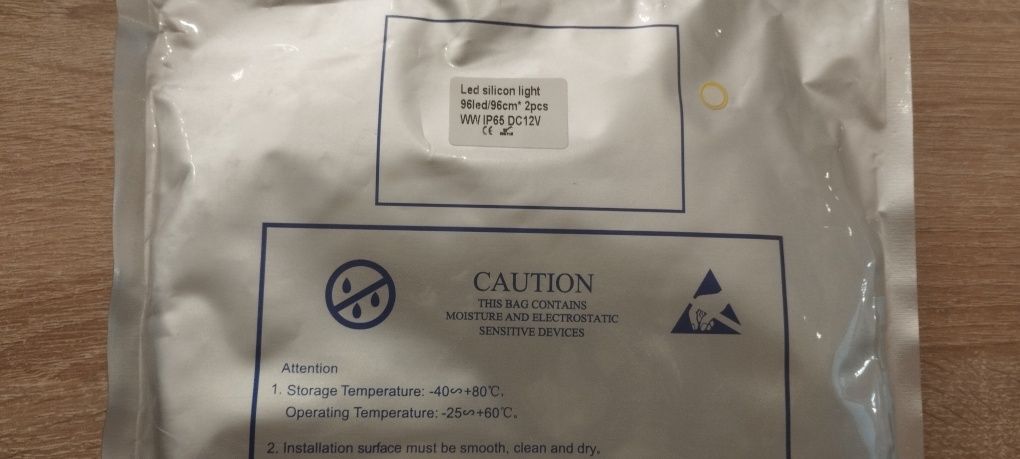 Led silicon light
96led/96cm* 2pcs
WW IP65 DC12V
CE
CAUTION
THIS BAG CONTAINS
MOISTURE AND ELECTROSTATIC
SENSITIVE DEVICES
Attention
1. Storage Temperature: -40∽+80℃,
Operating Temperature: -25∽+60℃。
2. Installation surface must be smooth, clean and dry。